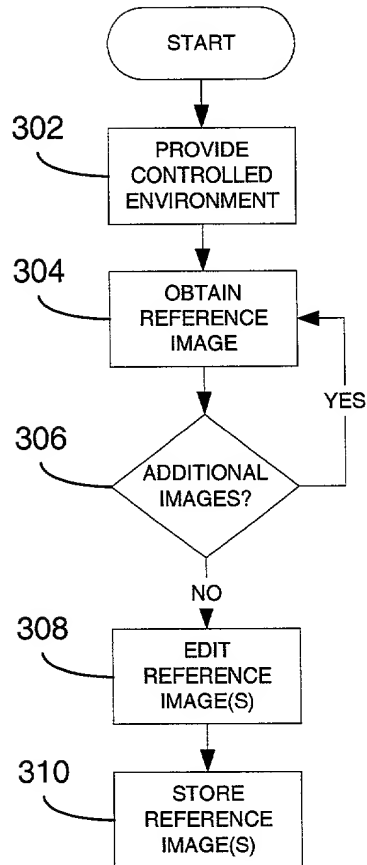 START
302
PROVIDE
CONTROLLED
ENVIRONMENT
304
OBTAIN
REFERENCE
IMAGE
YES
306
ADDITIONAL
IMAGES?
NO
308
EDIT
REFERENCE
IMAGE(S)
310
STORE
REFERENCE
IMAGE(S)